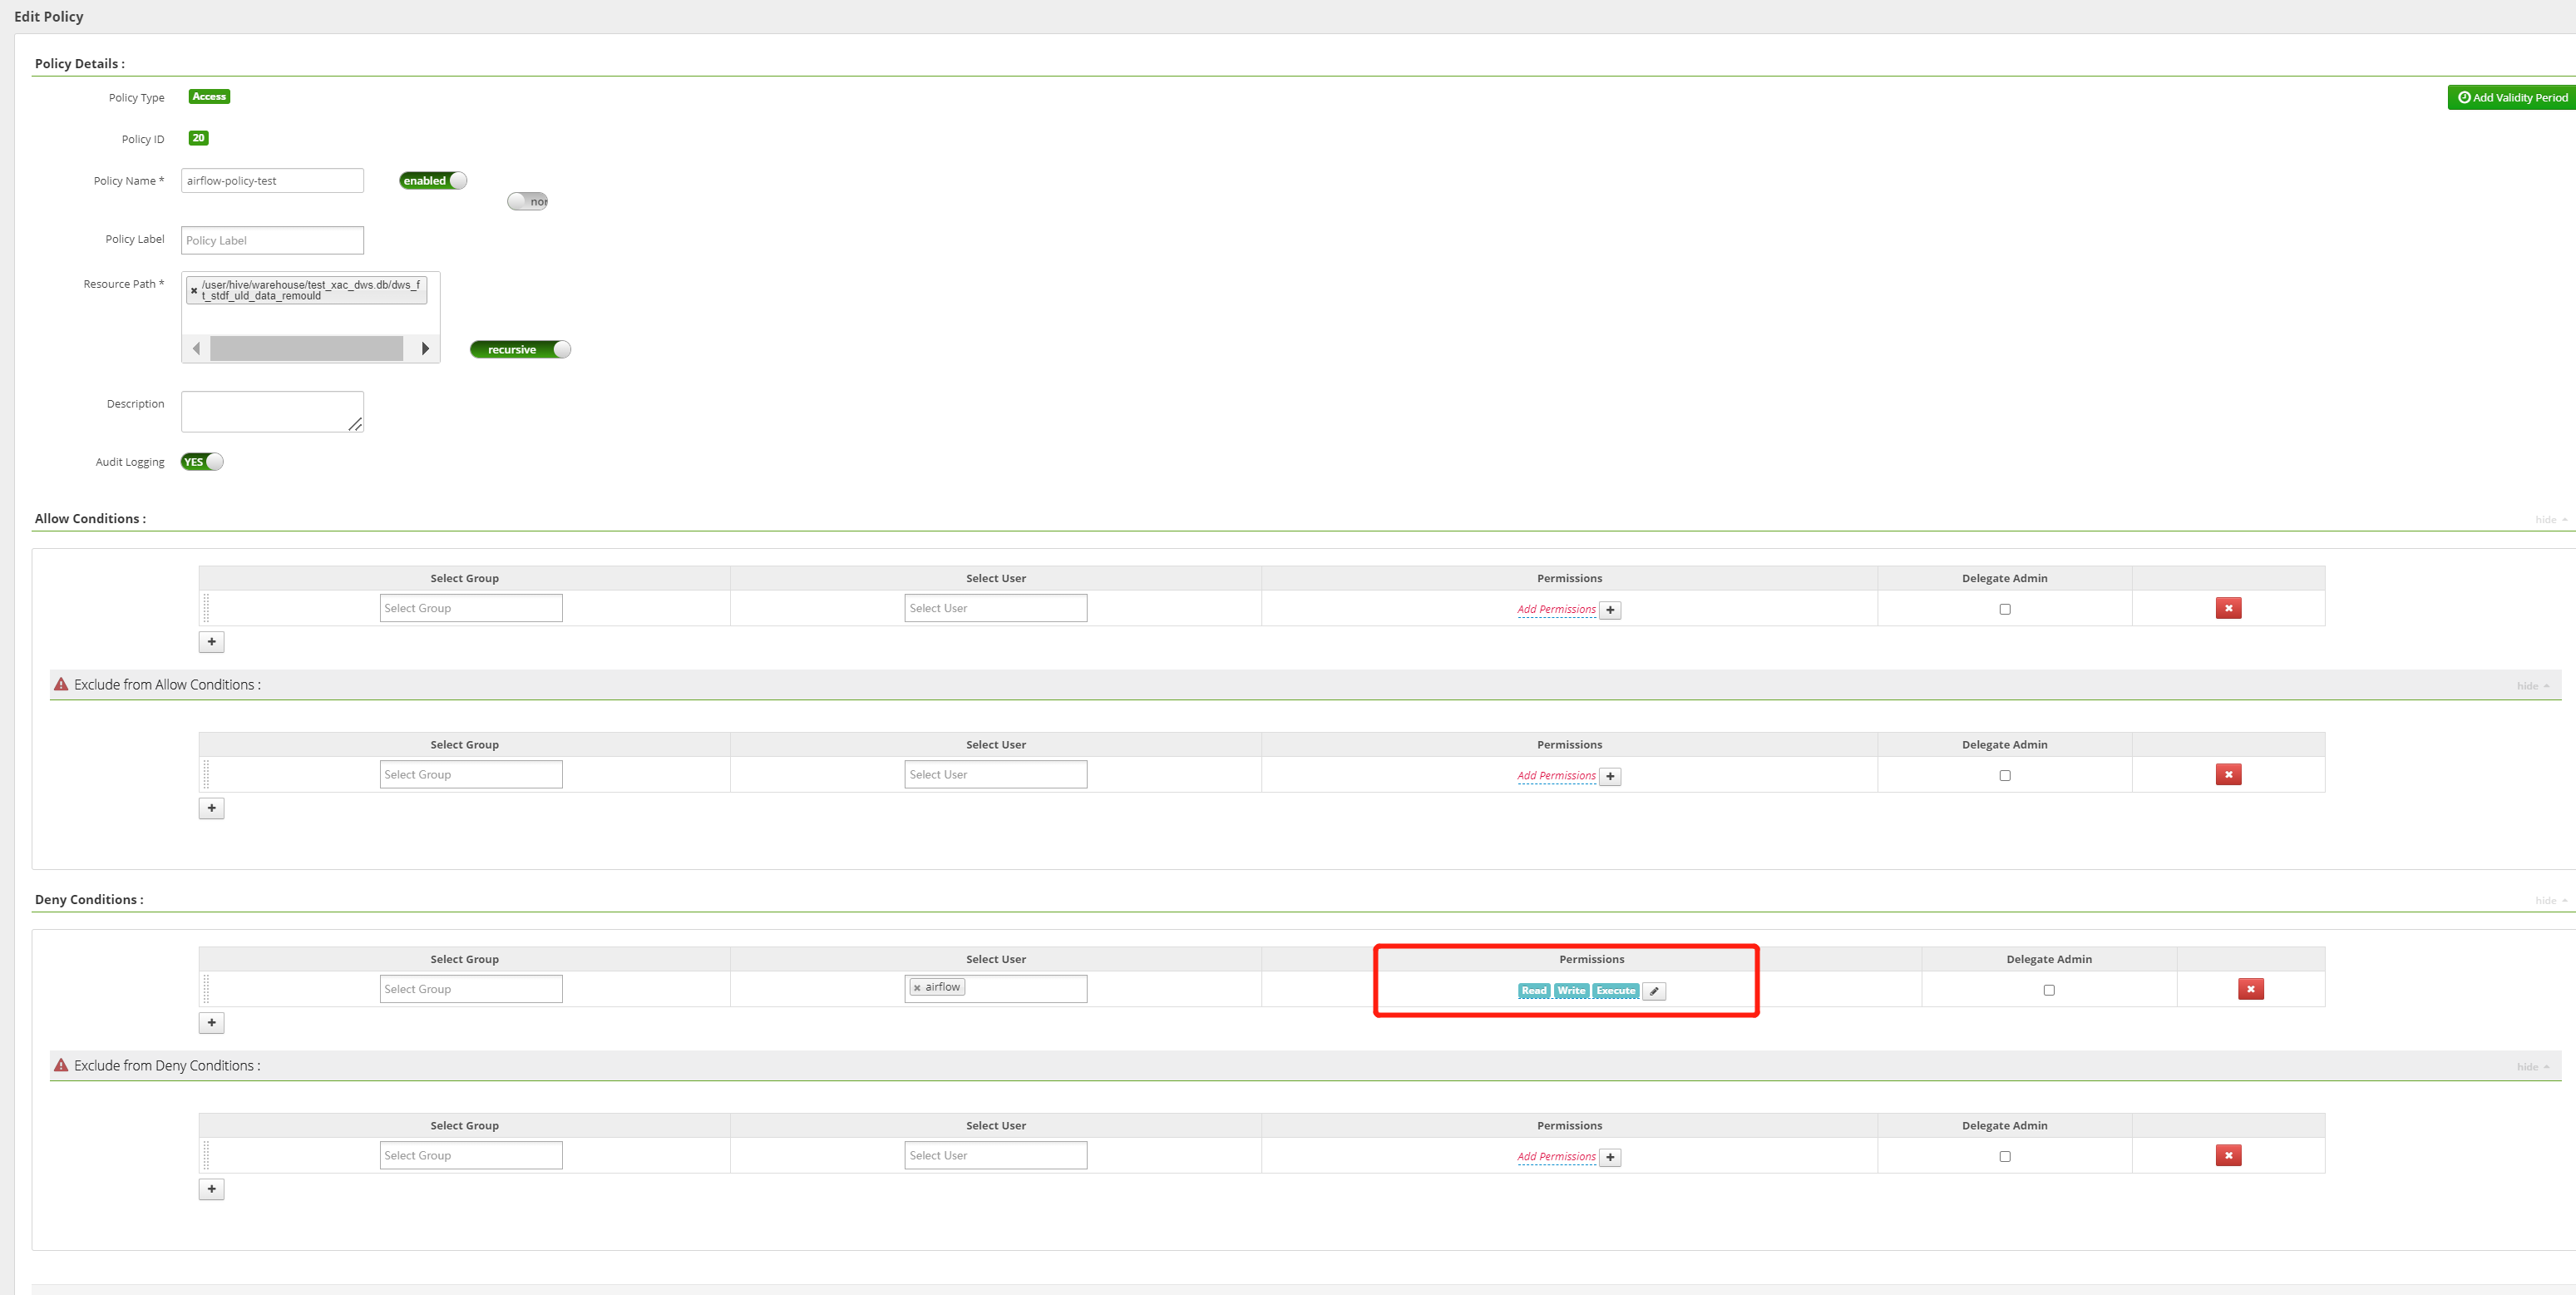 Edit Policy
Policy Details :
Policy Type Access
Add Validity Period
Policy ID 20
Policy Name * airflow-policy-test enabled
nor
Policy Label Policy Label
Resource Path * /user/hive/warehouse/test_xac_dws.db/dws_f
t_stdf_uld_data_remould
recursive
Description
Audit Logging YES
Allow Conditions : hide
Select Group Select User Permissions Delegate Admin
Select Group Select User Add Permissions +
+
Exclude from Allow Conditions : hide
Select Group Select User Permissions Delegate Admin
Select Group Select User Add Permissions +
+
Deny Conditions : hide
Select Group Select User Permissions Delegate Admin
Select Group airflow Read Write Execute
+
Exclude from Deny Conditions : hide
Select Group Select User Permissions Delegate Admin
Select Group Select User Add Permissions +
+